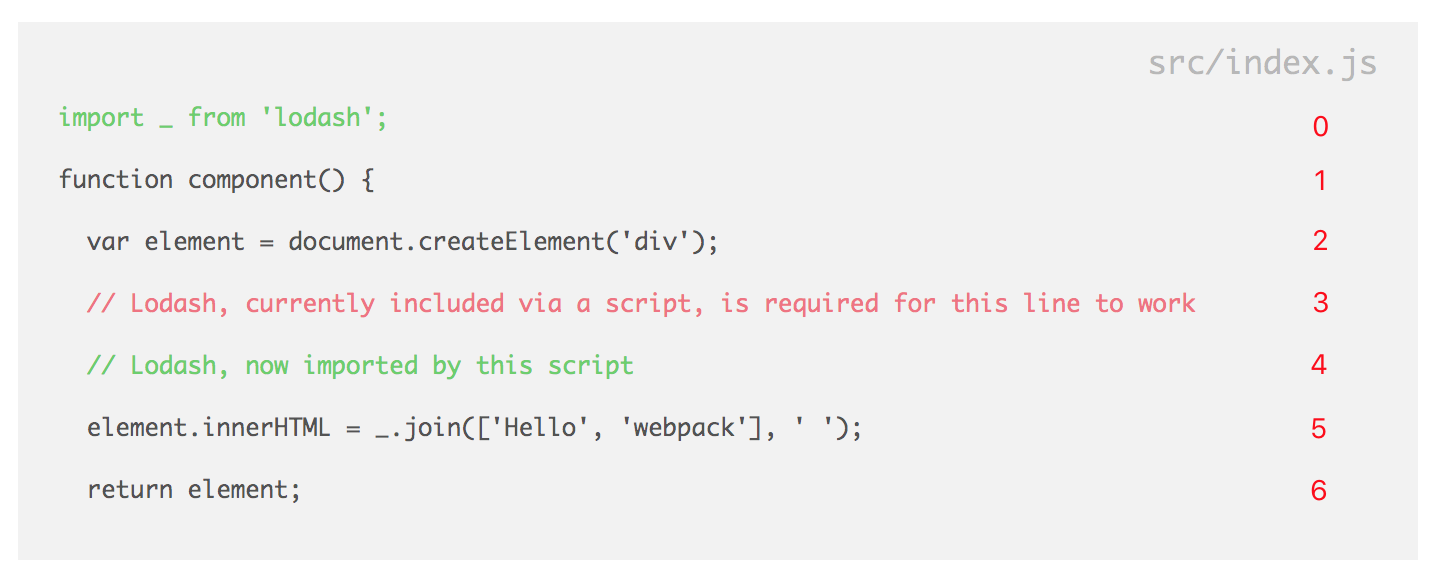 src/index.js
import _ from 'lodash'; 0
function component() { 1
var element = document.createElement('div'); 2
// Lodash, currently included via a script, is required for this line to work 3
// Lodash, now imported by this script 4
element.innerHTML = _.join(['Hello', 'webpack'], ' '); 5
return element; 6